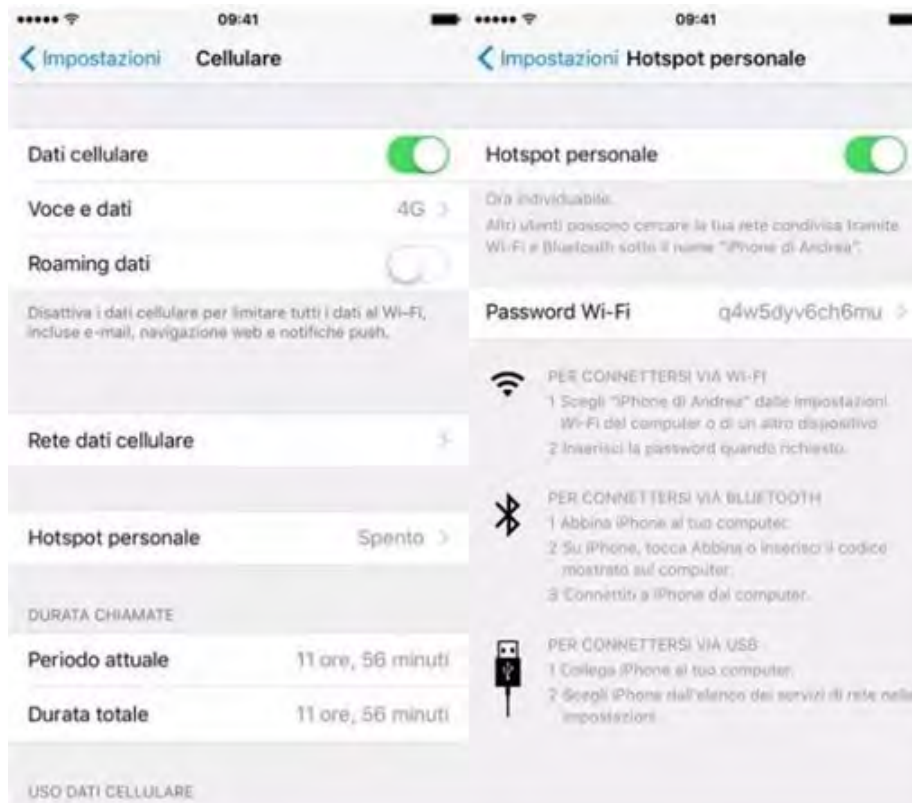 09:41
Impostazioni Cellulare
Dati cellulare
Voce e dati 4G
Roaming dati
Disattiva i dati cellulare per limitare tutti i dati al Wi-Fi,
incluse e-mail, navigazione web e notifiche push.
Rete dati cellulare
Hotspot personale Spento
DURATA CHIAMATE
Periodo attuale 11 ore, 56 minuti
Durata totale 11 ore, 56 minuti
USO DATI CELLULARE
09:41
Impostazioni Hotspot personale
Hotspot personale
Ora individuabile.
Altri utenti possono cercare la tua rete condivisa tramite
Wi-Fi e Bluetooth sotto il nome "iPhone di Andrea".
Password Wi-Fi q4w5dyv6ch6mu
PER CONNETTERSI VIA WI-FI
1 Scegli "iPhone di Andrea" dalle impostazioni
Wi-Fi del computer o di un altro dispositivo
2 Inserisci la password quando richiesto.
PER CONNETTERSI VIA BLUETOOTH
1 Abbina iPhone al tuo computer.
2 Su iPhone, tocca Abbina o inserisci il codice
mostrato sul computer.
3 Connettiti a iPhone dal computer.
PER CONNETTERSI VIA USB
1 Collega iPhone al tuo computer.
2 Scegli iPhone dall'elenco dei servizi di rete nelle
impostazioni.